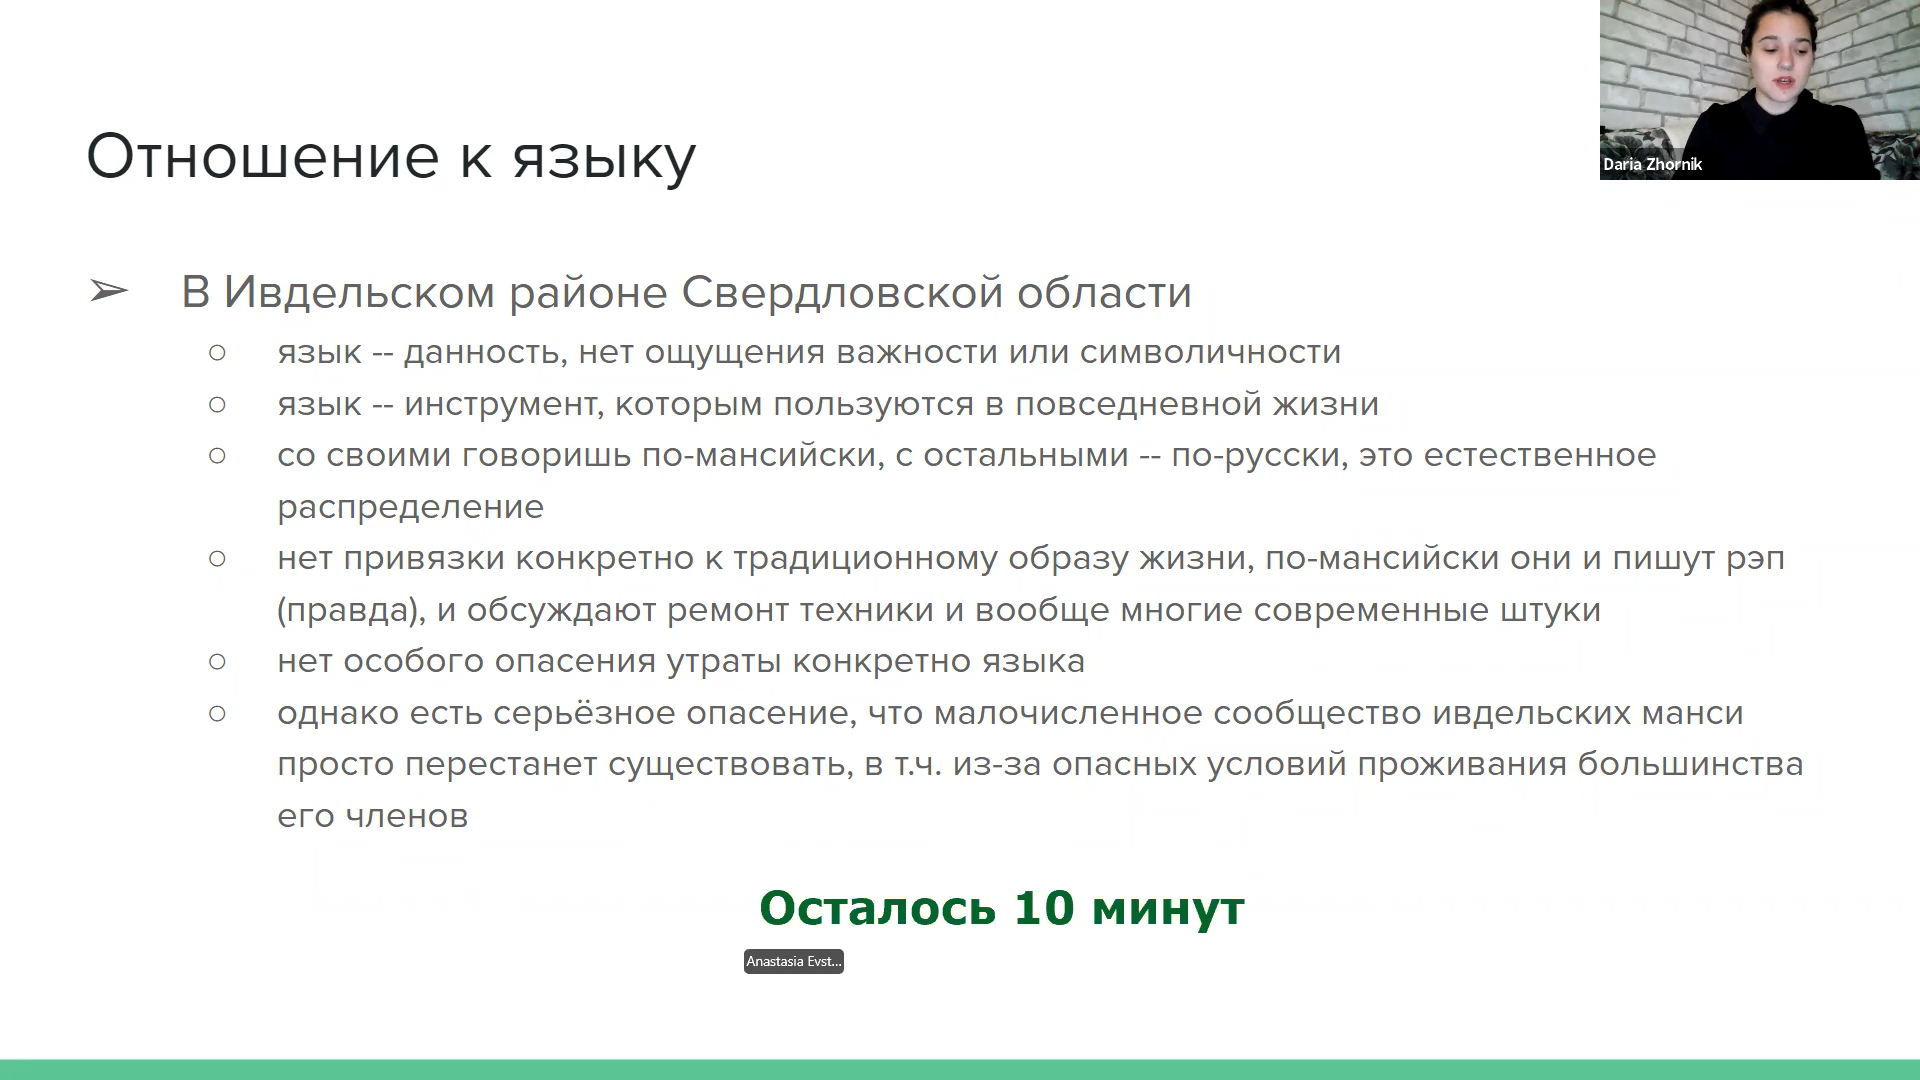 Отношение к языку
Daria Zhornik
➢ В Ивдельском районе Свердловской области
○ язык -- данность, нет ощущения важности или символичности
○ язык -- инструмент, которым пользуются в повседневной жизни
○ со своими говоришь по-мансийски, с остальными -- по-русски, это естественное
распределение
○ нет привязки конкретно к традиционному образу жизни, по-мансийски они и пишут рэп
(правда), и обсуждают ремонт техники и вообще многие современные штуки
○ нет особого опасения утраты конкретно языка
○ однако есть серьёзное опасение, что малочисленное сообщество ивдельских манси
просто перестанет существовать, в т.ч. из-за опасных условий проживания большинства
его членов
Осталось 10 минут
Anastasia Evst...